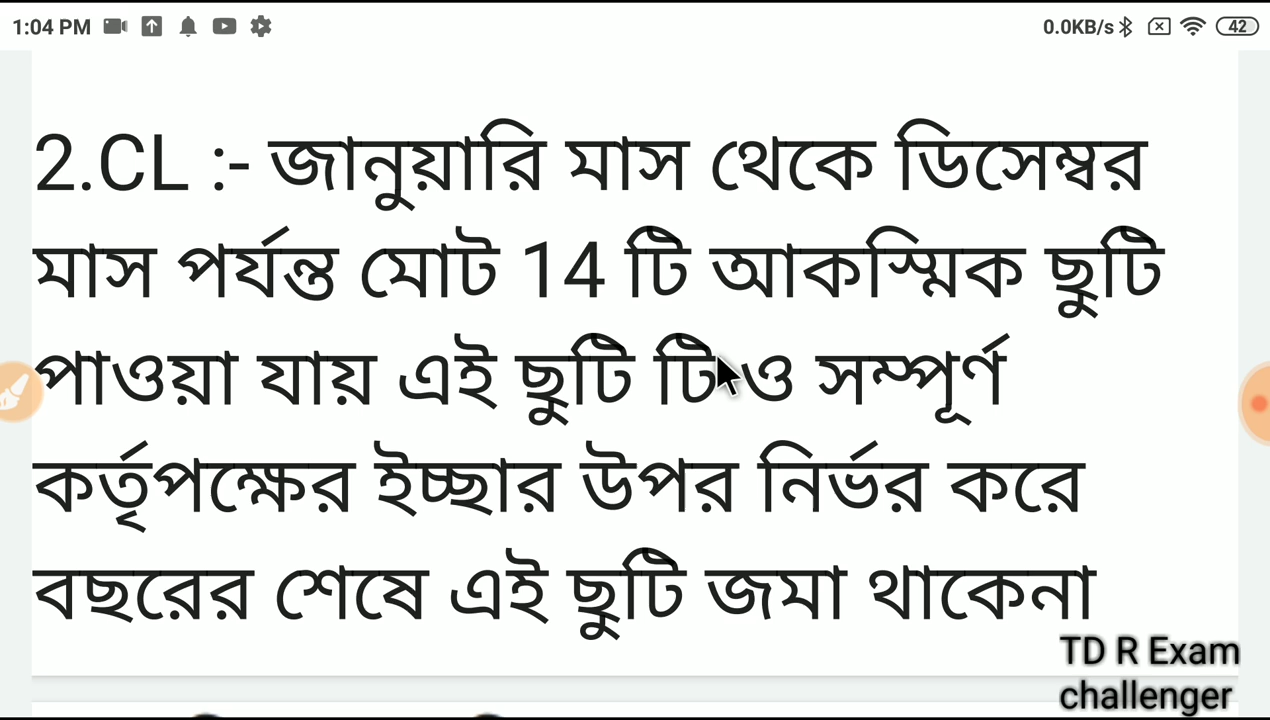 1:04 PM
0.0KB/s
42
2.CL :- জানুয়ারি মাস থেকে ডিসেম্বর
মাস পর্যন্ত মোট 14 টি আকস্মিক ছুটি
পাওয়া যায় এই ছুটি টি ও সম্পূর্ণ
কর্তৃপক্ষের ইচ্ছার উপর নির্ভর করে
বছরের শেষে এই ছুটি জমা থাকেনা
TD R Exam
challenger